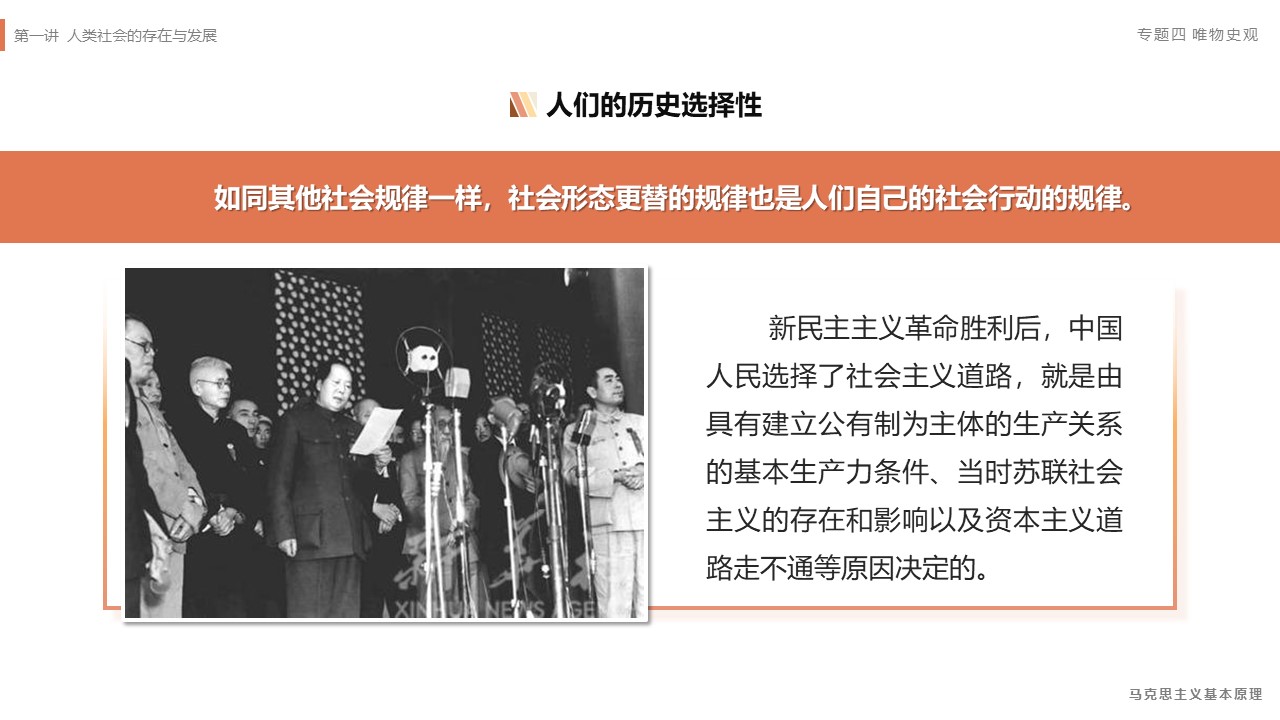 第一讲 人类社会的存在与发展
专题四 唯物史观
人们的历史选择性
如同其他社会规律一样，社会形态更替的规律也是人们自己的社会行动的规律。
新民主主义革命胜利后，中国
人民选择了社会主义道路，就是由
具有建立公有制为主体的生产关系
的基本生产力条件、当时苏联社会
主义的存在和影响以及资本主义道
路走不通等原因决定的。
新华社
XINHUA NEWS AGE
马克思主义基本原理